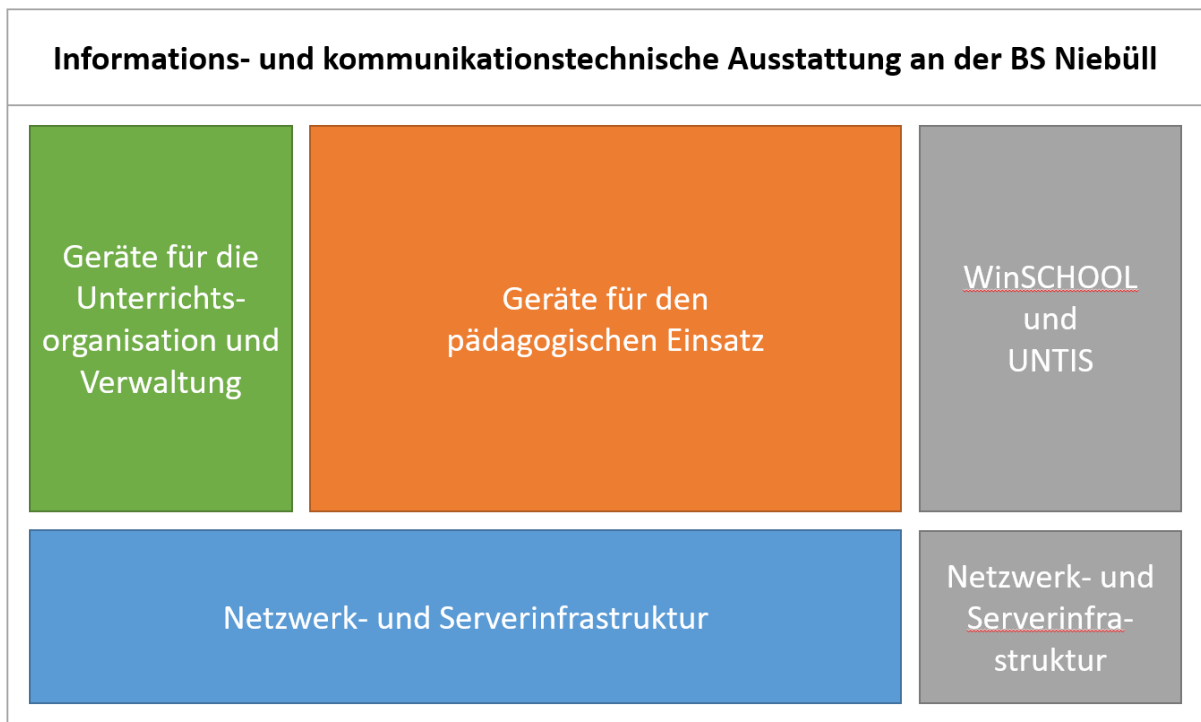 Informations- und kommunikationstechnische Ausstattung an der BS Niebüll
Geräte für die
Unterrichts-
organisation und
Verwaltung
Geräte für den
pädagogischen Einsatz
WinSCHOOL
und
UNTIS
Netzwerk- und Serverinfrastruktur
Netzwerk- und
Serverinfra-
struktur